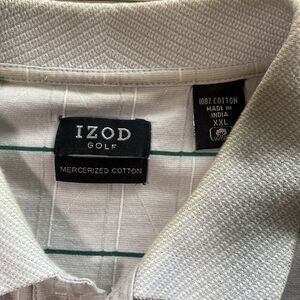 IZOD
GOLF
MERCERIZED COTTON
100% COTTON
MADE IN
INDIA
XXL